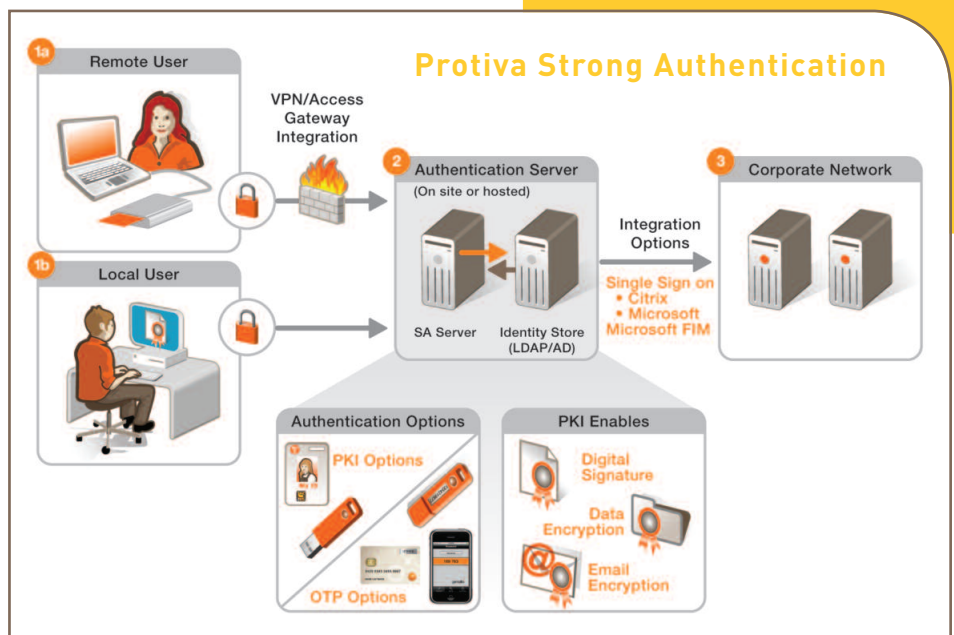 Protiva Strong Authentication
1a
Remote User
VPN/Access
Gateway
Integration
1b
Local User
2
Authentication Server
(On site or hosted)
SA Server
Identity Store
(LDAP/AD)
Integration
Options
Single Sign on
• Citrix
• Microsoft
Microsoft FIM
3
Corporate Network
Authentication Options
PKI Options
OTP Options
PKI Enables
Digital
Signature
Data
Encryption
@
Email
Encryption